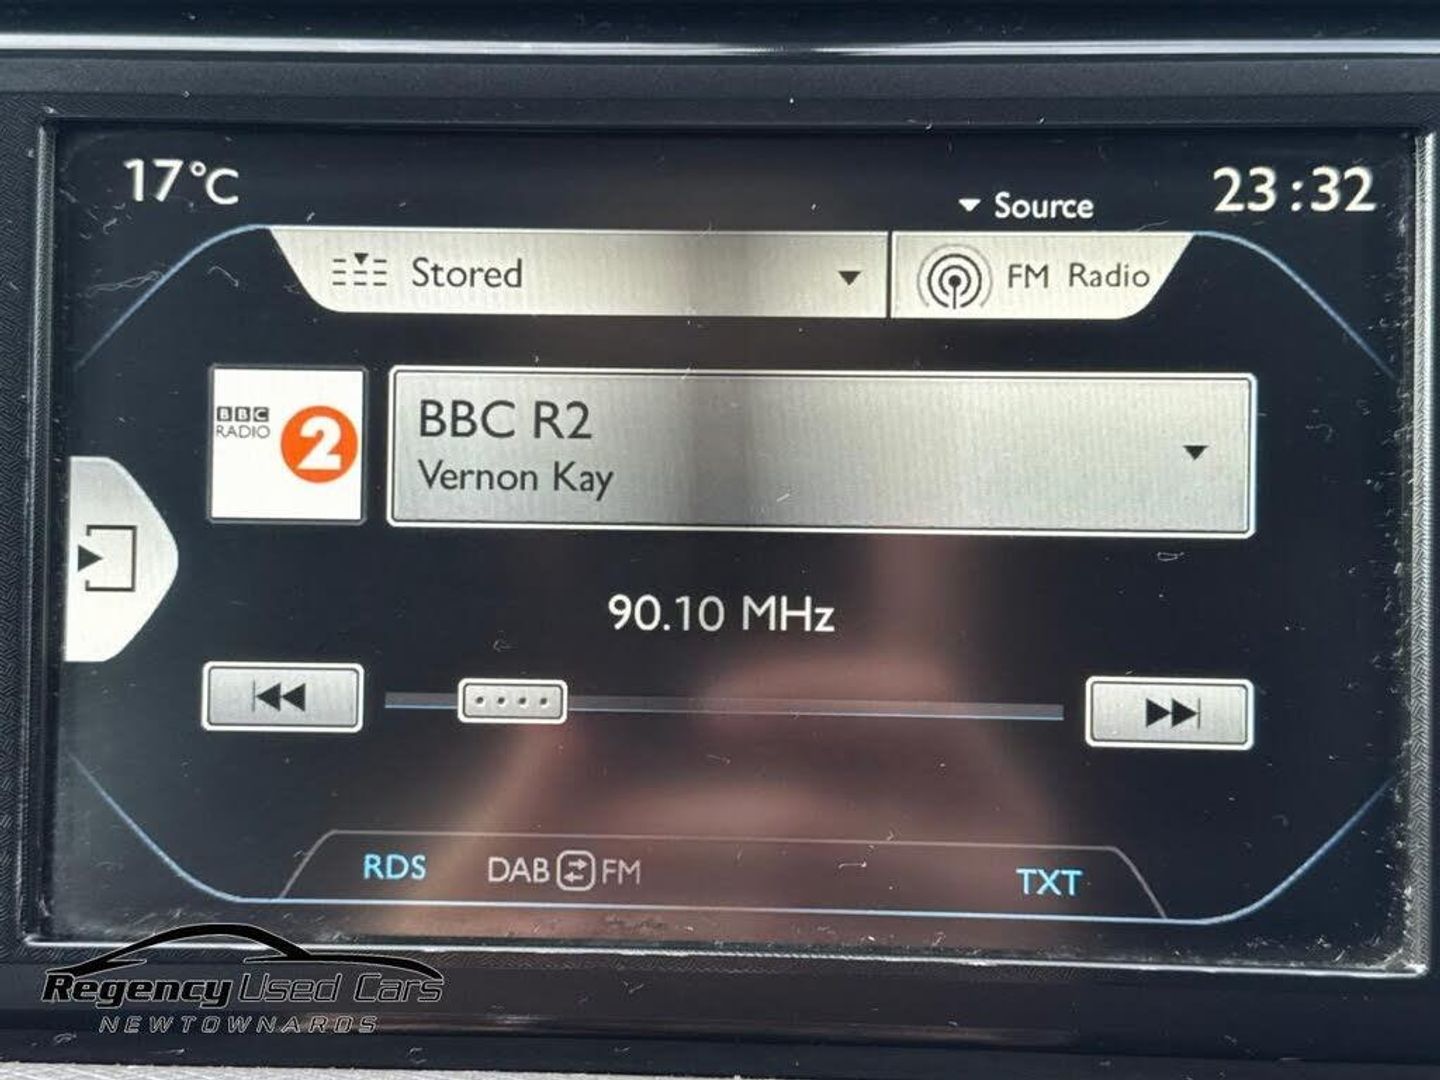 17°C
Source
23:32
Stored
FM Radio
BBC
RADIO
2
BBC R2
Vernon Kay
90.10 MHz
RDS
DAB FM
TXT
Regency Used Cars
NEWTOWNARDS